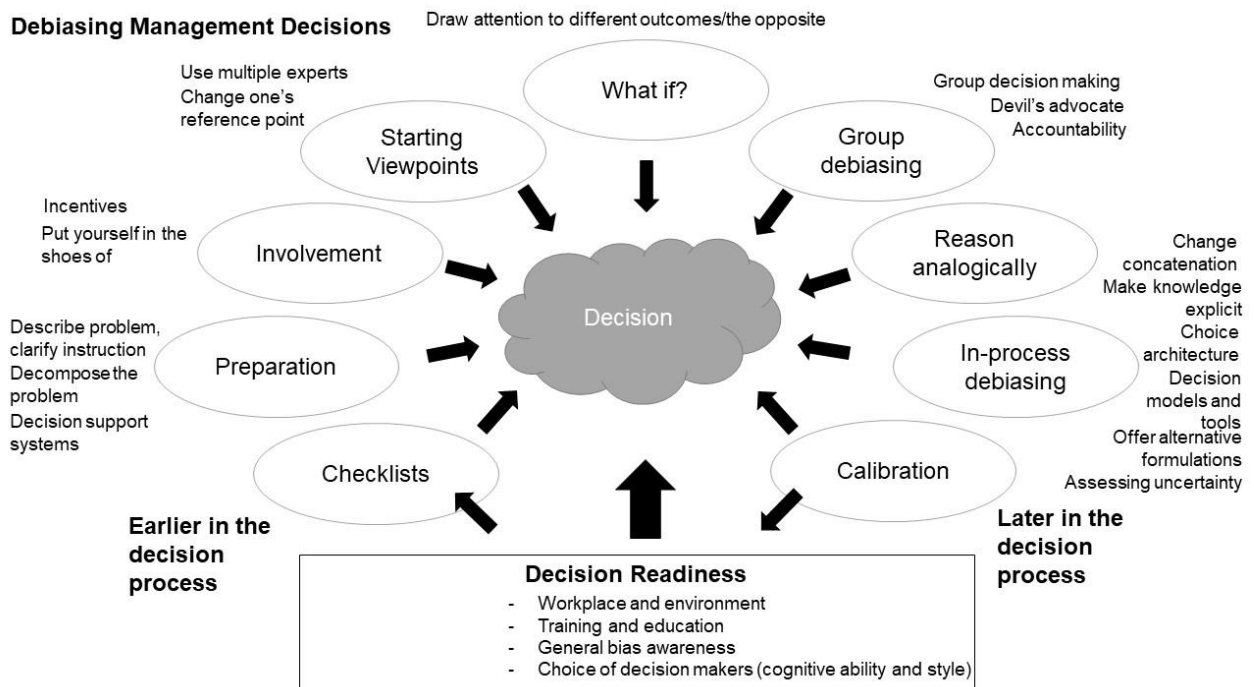 Debiasing Management Decisions
Draw attention to different outcomes/the opposite
What if?
Use multiple experts
Change one's
reference point
Starting
Viewpoints
Group decision making
Devil's advocate
Accountability
Group
debiasing
Incentives
Put yourself in the
shoes of
Involvement
Reason
analogically
Change
concatenation
Make knowledge
explicit
Decision
Describe problem,
clarify instruction
Decompose the
problem
Decision support
systems
Preparation
In-process
debiasing
Choice
architecture
Decision
models and
tools
Checklists
Calibration
Offer alternative
formulations
Assessing uncertainty
Earlier in the
decision
process
Later in the
decision
process
Decision Readiness
- Workplace and environment
- Training and education
- General bias awareness
- Choice of decision makers (cognitive ability and style)